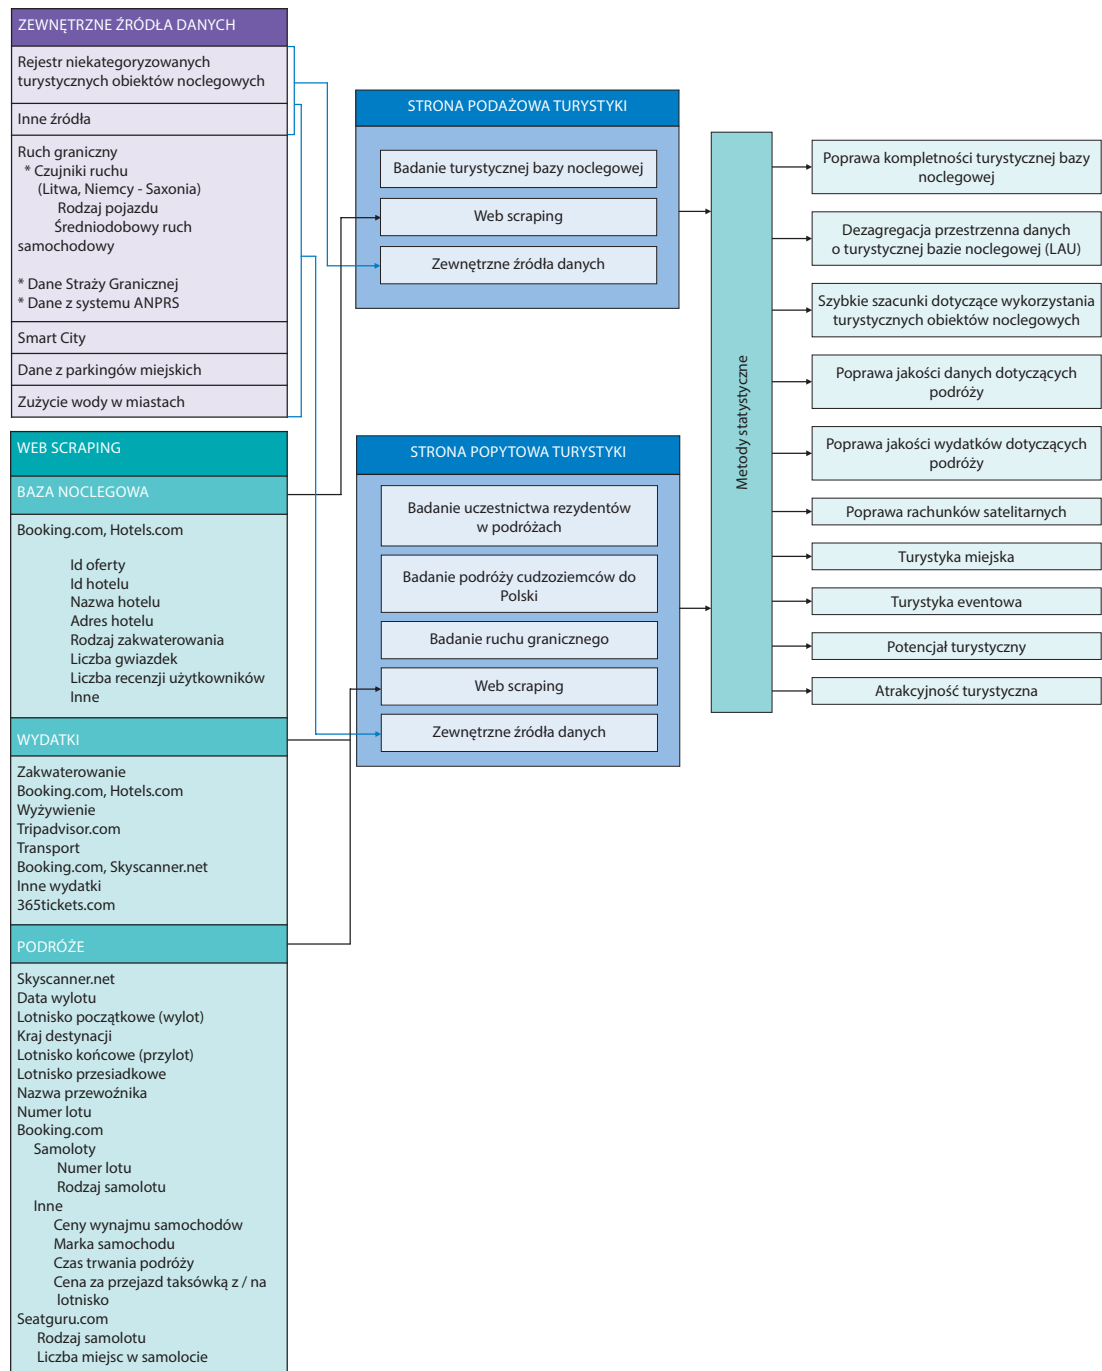 ZEWNĘTRZNE ŹRÓDŁA DANYCH
Rejestr niekategoryzowanych
turystycznych obiektów noclegowych
Inne źródła
Ruch graniczny
* Czujniki ruchu
(Litwa, Niemcy - Saxonia)
Rodzaj pojazdu
Średniodobowy ruch
samochodowy
* Dane Straży Granicznej
* Dane z systemu ANPRS
Smart City
Dane z parkingów miejskich
Zużycie wody w miastach
WEB SCRAPING
BAZA NOCLEGOWA
Booking.com, Hotels.com
Id oferty
Id hotelu
Nazwa hotelu
Adres hotelu
Rodzaj zakwaterowania
Liczba gwiazdek
Liczba recenzji użytkowników
Inne
WYDATKI
Zakwaterowanie
Booking.com, Hotels.com
Wyżywienie
Tripadvisor.com
Transport
Booking.com, Skyscanner.net
Inne wydatki
365tickets.com
PODRÓŻE
Skyscanner.net
Data wylotu
Lotnisko początkowe (wylot)
Kraj destynacji
Lotnisko końcowe (przylot)
Lotnisko przesiadkowe
Nazwa przewoźnika
Numer lotu
Booking.com
Samoloty
Numer lotu
Rodzaj samolotu
Inne
Ceny wynajmu samochodów
Marka samochodu
Czas trwania podróży
Cena za przejazd taksówką z / na
lotnisko
Seatguru.com
Rodzaj samolotu
Liczba miejsc w samolocie
STRONA PODAŻOWA TURYSTYKI
Badanie turystycznej bazy noclegowej
Web scraping
Zewnętrzne źródła danych
STRONA POPYTOWA TURYSTYKI
Badanie uczestnictwa rezydentów
w podróżach
Badanie podróży cudzoziemców do
Polski
Badanie ruchu granicznego
Web scraping
Zewnętrzne źródła danych
Metody statystyczne
Poprawa kompletności turystycznej bazy
noclegowej
Dezagregacja przestrzenna danych
o turystycznej bazie noclegowej (LAU)
Szybkie szacunki dotyczące wykorzystania
turystycznych obiektów noclegowych
Poprawa jakości danych dotyczących
podróży
Poprawa jakości wydatków dotyczących
podróży
Poprawa rachunków satelitarnych
Turystyka miejska
Turystyka eventowa
Potencjał turystyczny
Atrakcyjność turystyczna